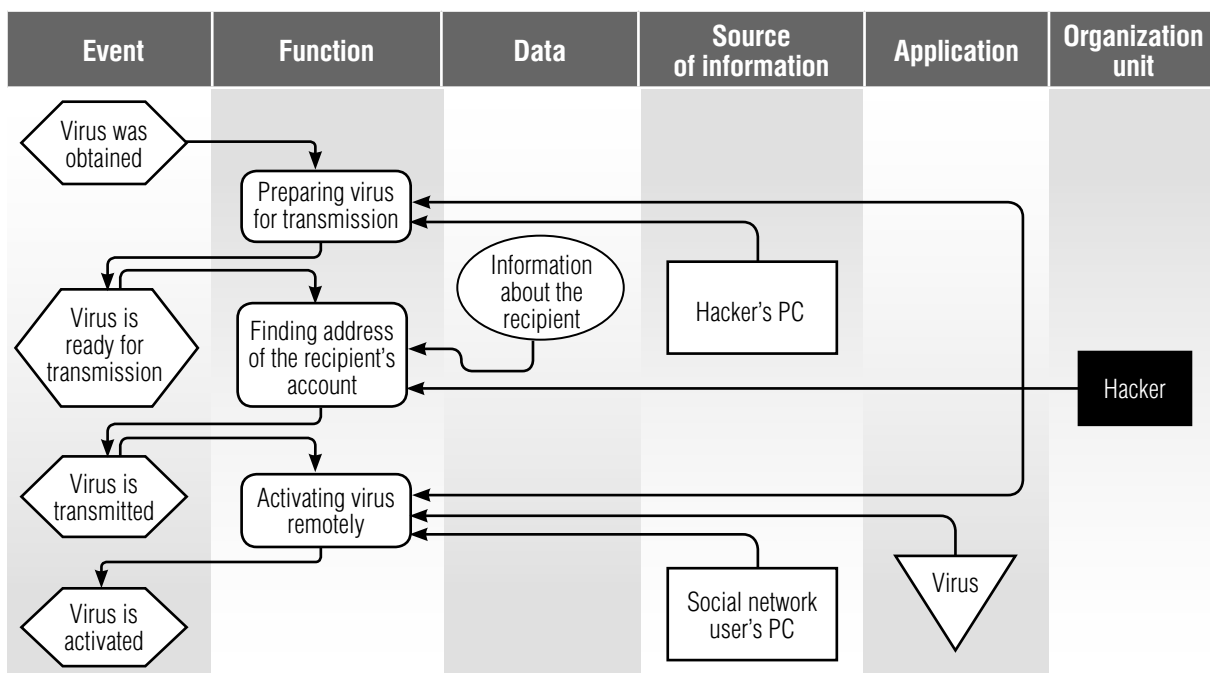 Event
Function
Data
Source
of information
Application
Organization
unit
Virus was
obtained
Preparing virus
for transmission
Information
about the
recipient
Hacker's PC
Virus is
ready for
transmission
Finding address
of the recipient's
account
Hacker
Virus is
transmitted
Activating virus
remotely
Virus
Social network
user's PC
Virus is
activated